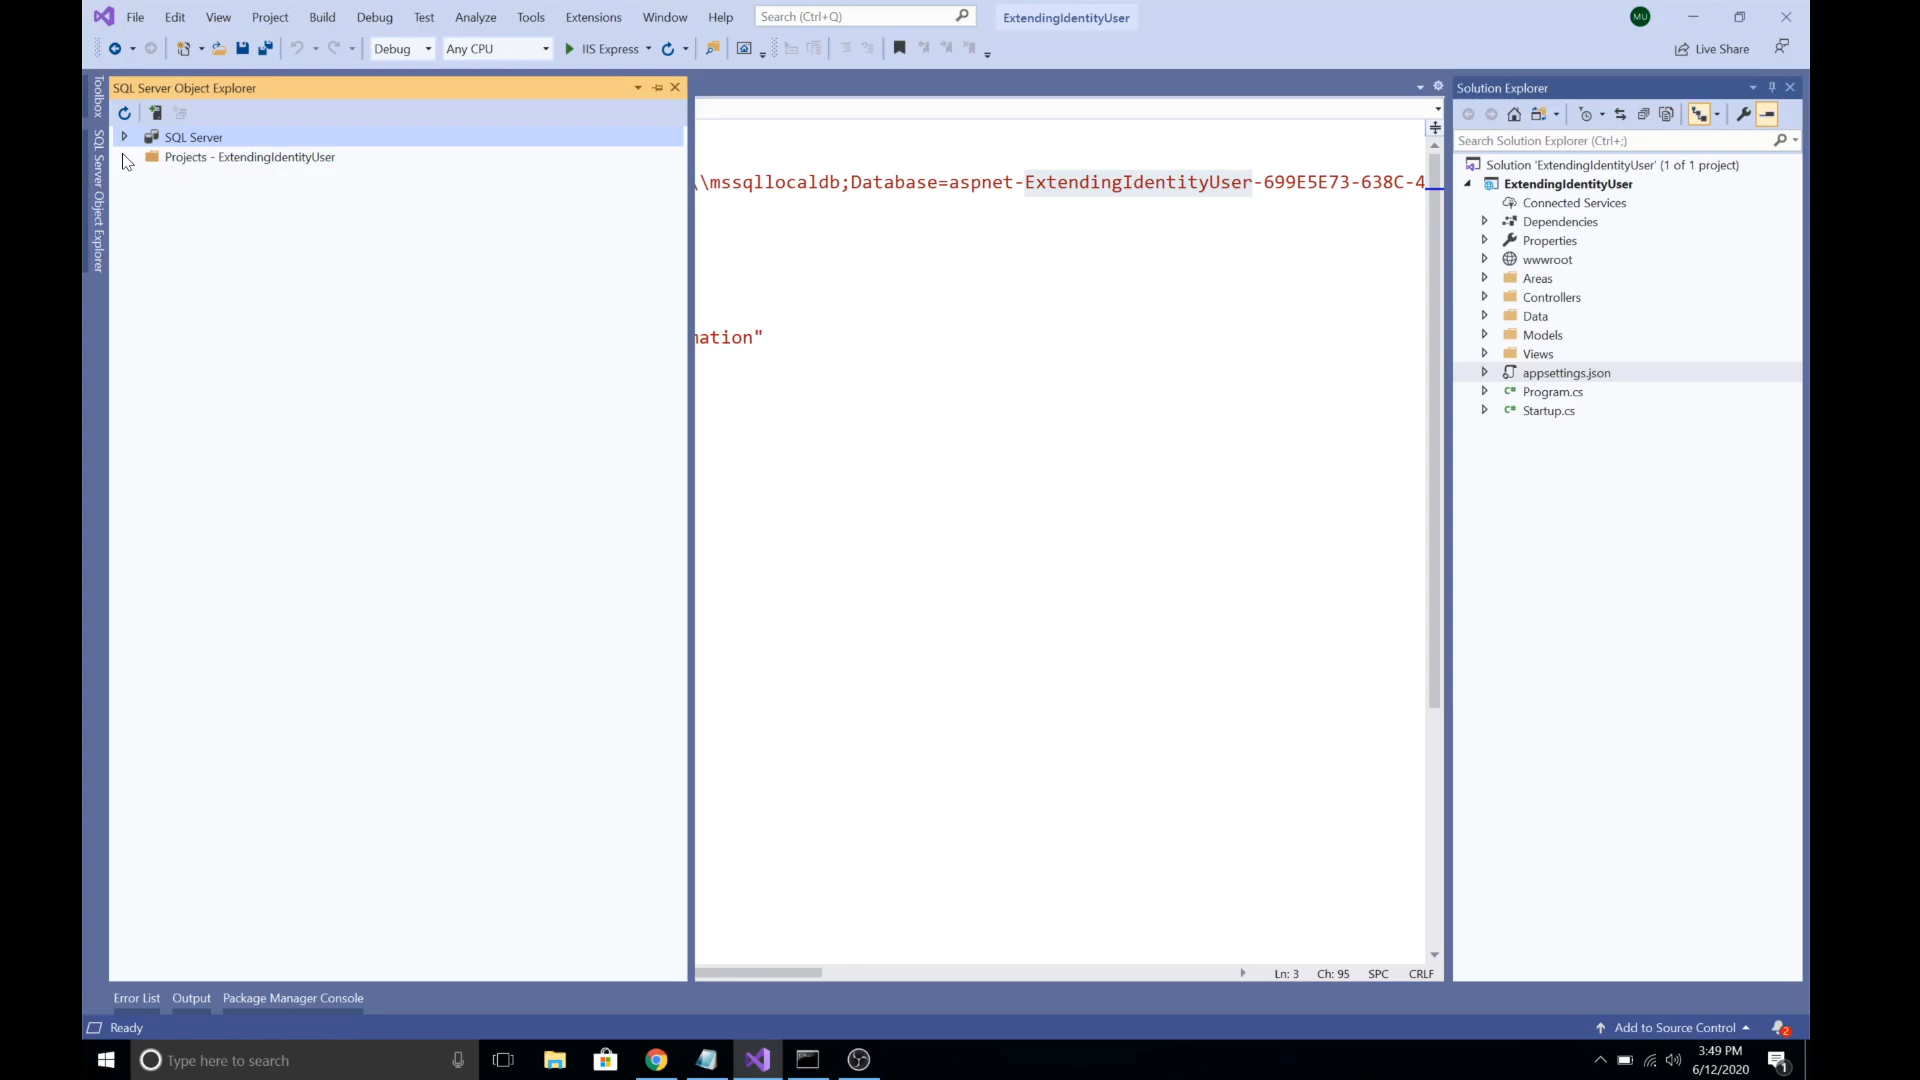 File Edit View Project Build Debug Test Analyze Tools Extensions Window Help Search (Ctrl+Q) ExtendingIdentityUser MU
Debug Any CPU IIS Express Live Share
SQL Server Object Explorer
Toolbox
SQL Server Object Explorer
SQL Server
Projects - ExtendingIdentityUser
\\mssqllocaldb;Database=aspnet-ExtendingIdentityUser-699E5E73-638C-4
mation"
Ln: 3 Ch: 95 SPC CRLF
Solution Explorer
Search Solution Explorer (Ctrl+;)
Solution 'ExtendingIdentityUser' (1 of 1 project)
ExtendingIdentityUser
Connected Services
Dependencies
Properties
wwwroot
Areas
Controllers
Data
Models
Views
appsettings.json
C# Program.cs
C# Startup.cs
Error List Output Package Manager Console
Ready
Add to Source Control 2
Type here to search
3:49 PM
6/12/2020
1